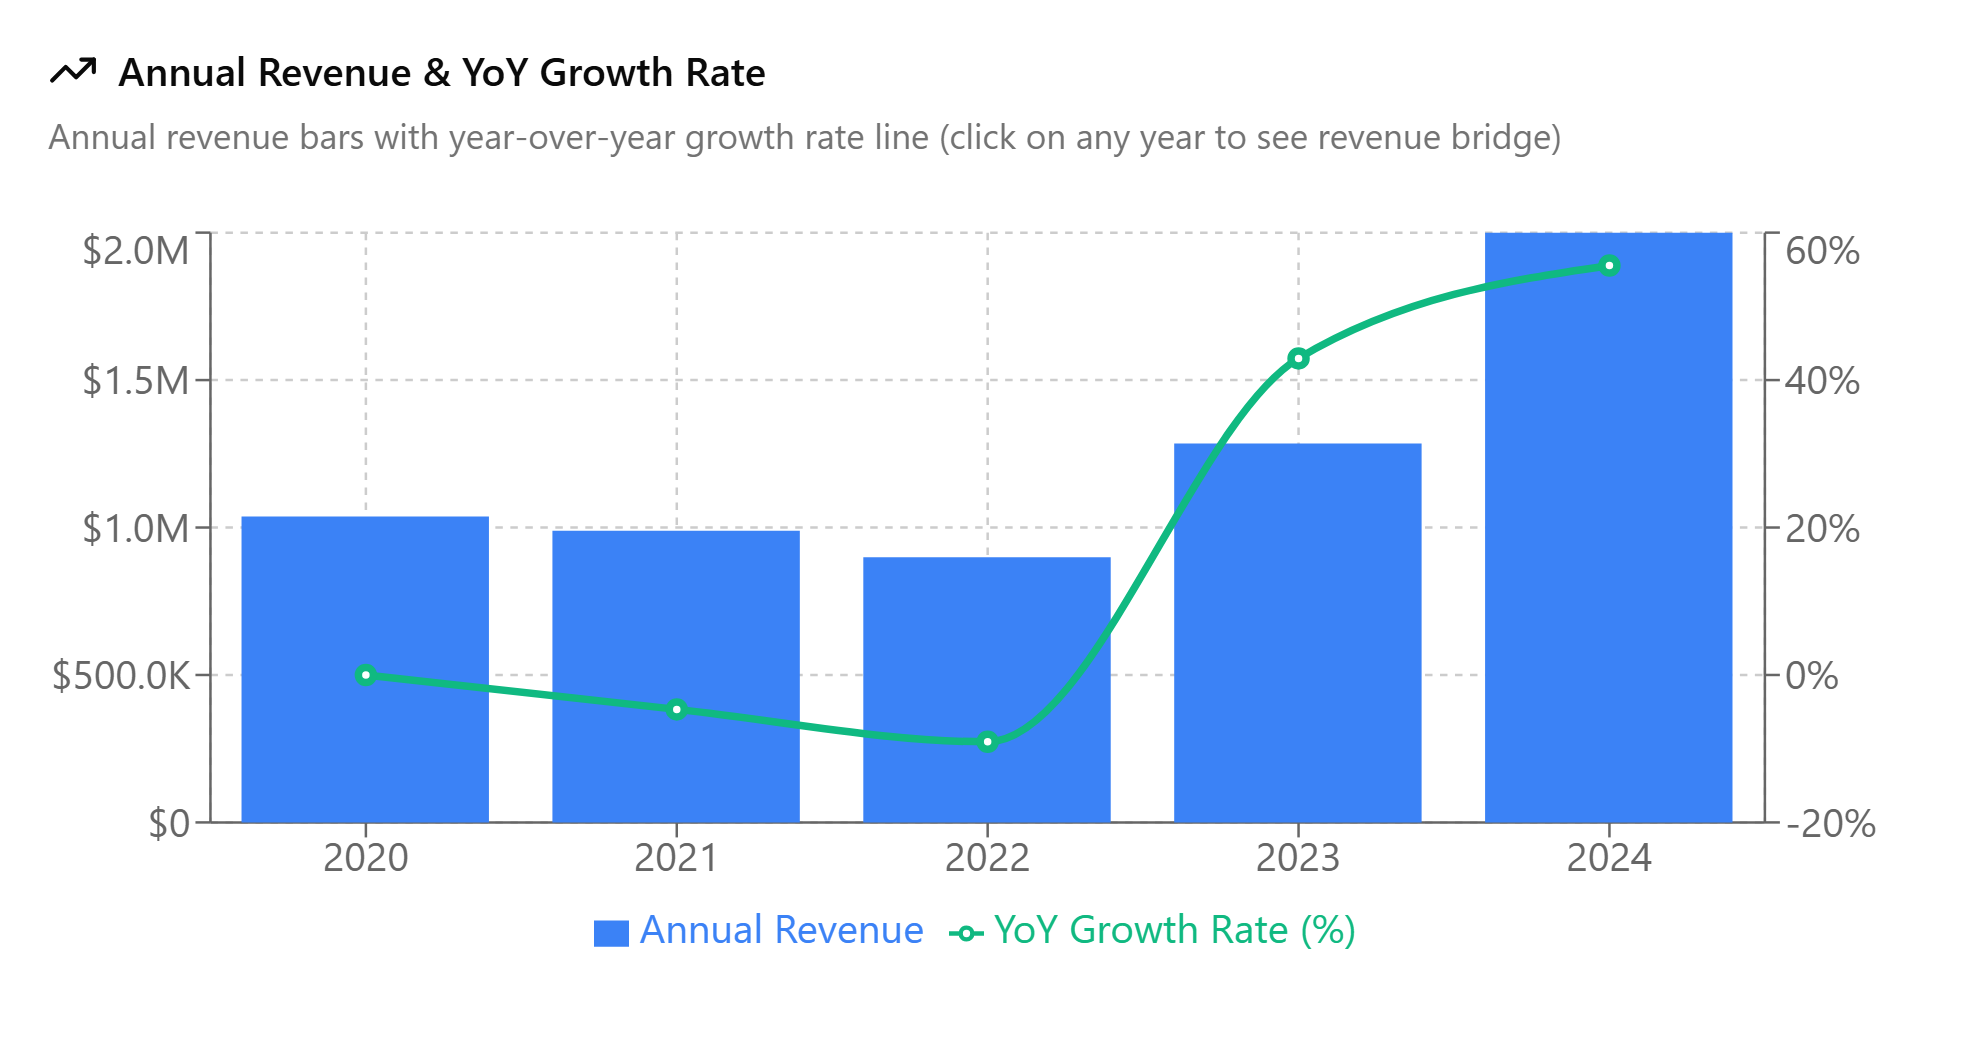 Annual Revenue & YoY Growth Rate
Annual revenue bars with year-over-year growth rate line (click on any year to see revenue bridge)
$2.0M
$1.5M
$1.0M
$500.0K
$0
60%
40%
20%
0%
-20%
2020 2021 2022 2023 2024
Annual Revenue YoY Growth Rate (%)